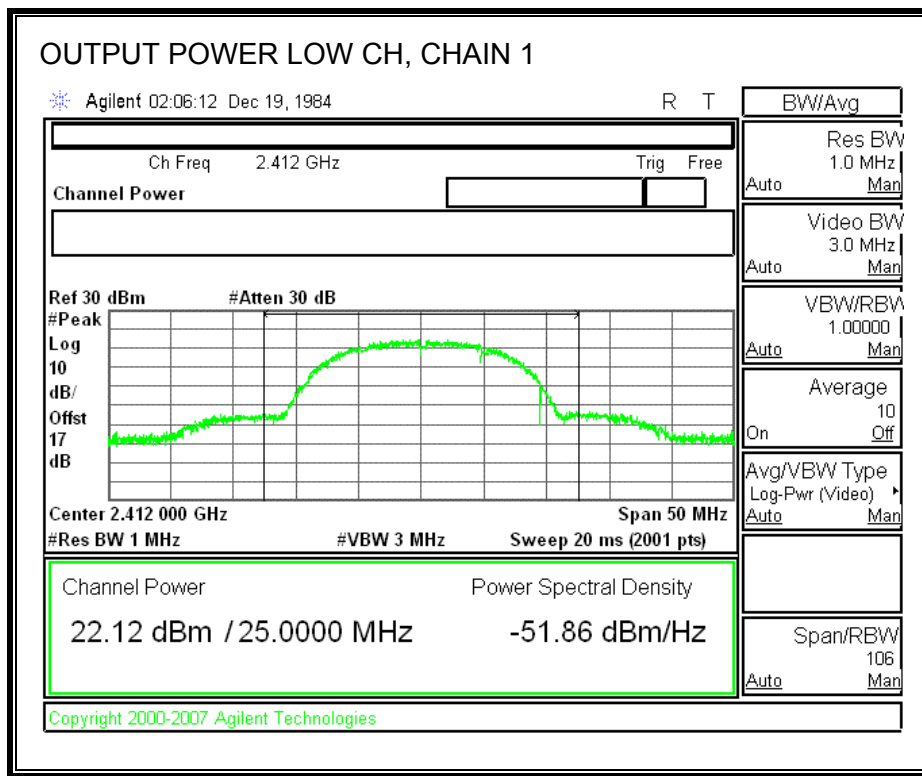 OUTPUT POWER LOW CH, CHAIN 1
Agilent 02:06:12 Dec 19, 1984 R T
Ch Freq 2.412 GHz Trig Free
Channel Power
Ref 30 dBm #Atten 30 dB
#Peak
Log
10
dB/
Offst
17
dB
Center 2.412 000 GHz Span 50 MHz
#Res BW 1 MHz #VBW 3 MHz Sweep 20 ms (2001 pts)
Channel Power Power Spectral Density
22.12 dBm / 25.0000 MHz -51.86 dBm/Hz
Copyright 2000-2007 Agilent Technologies
BW/Avg
Res BW
1.0 MHz
Auto Man
Video BW
3.0 MHz
Auto Man
VBW/RBW
1.00000
Auto Man
Average
10
On Off
Avg/VBW Type
Log-Pwr (Video)
Auto Man
Span/RBW
106
Auto Man